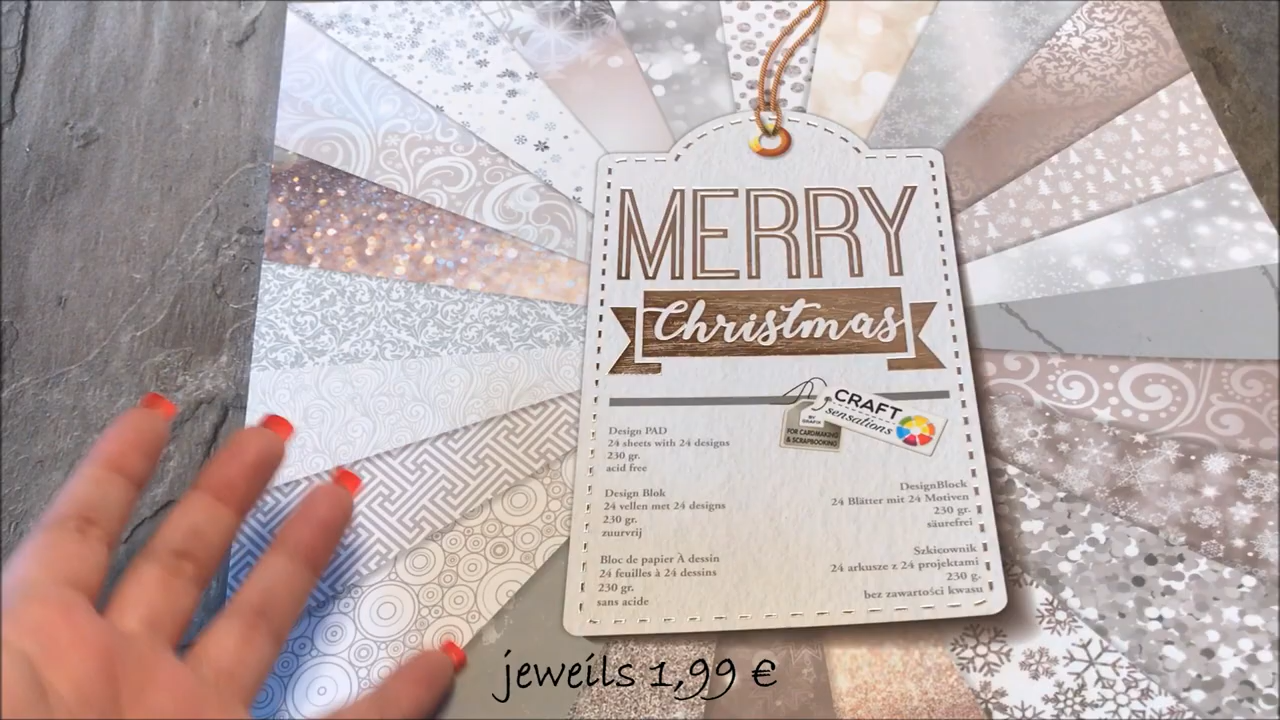 MERRY
Christmas
CRAFT
sensations
BY
GRAFIX
FOR CARDMAKING
& SCRAPBOOKING
Design PAD
24 sheets with 24 designs
230 gr.
acid free
Design Blok
24 vellen met 24 designs
230 gr.
zuurvrij
Bloc de papier À dessin
24 feuilles à 24 dessins
230 gr.
sans acide
DesignBlock
24 Blätter mit 24 Motiven
230 gr.
säurefrei
Szkicownik
24 arkusze z 24 projektami
230 g.
bez zawartości kwasu
jeweils 1,99 €